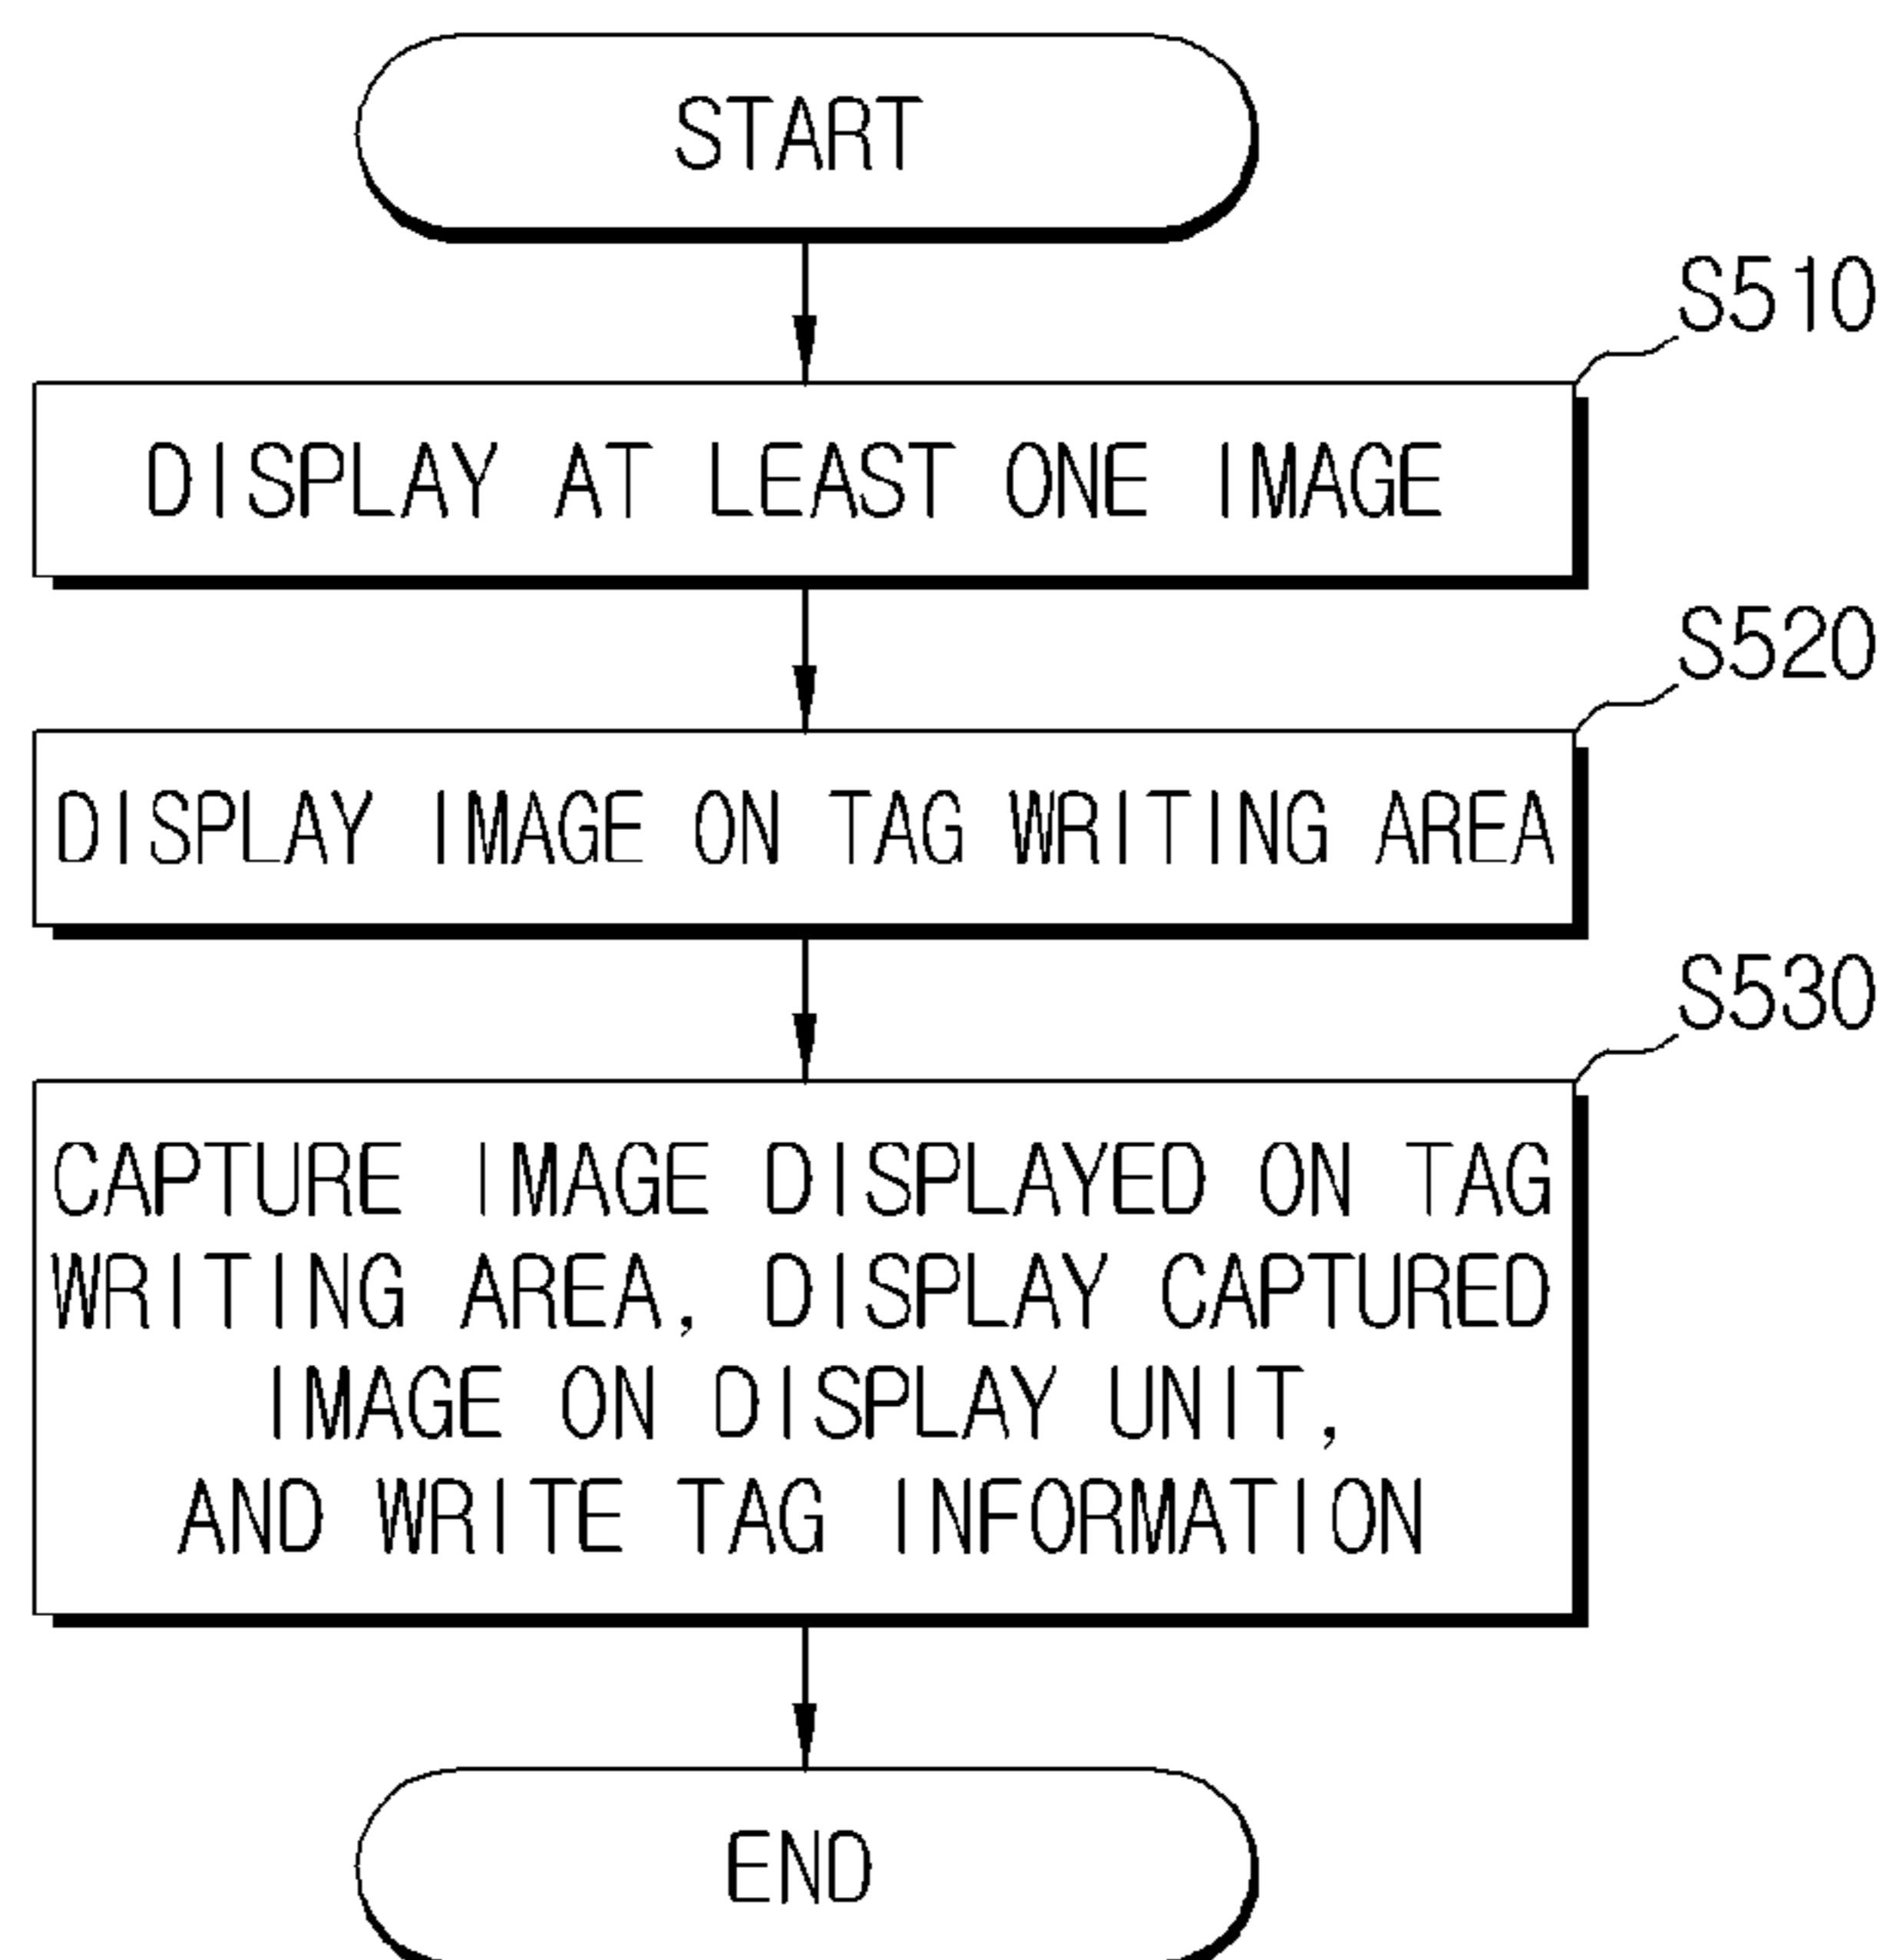 START
S510
DISPLAY AT LEAST ONE IMAGE
S520
DISPLAY IMAGE ON TAG WRITING AREA
S530
CAPTURE IMAGE DISPLAYED ON TAG
WRITING AREA, DISPLAY CAPTURED
IMAGE ON DISPLAY UNIT,
AND WRITE TAG INFORMATION
END